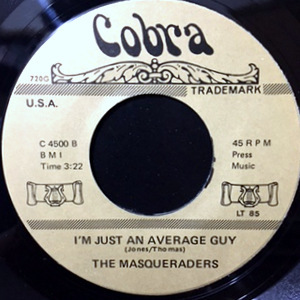 Cobra
720G
TRADEMARK
U.S.A.
C 4500 B
B M I
Time 3:22
45 R P M
Press
Music
LT 85
I'M JUST AN AVERAGE GUY
(Jones/Thomas)
THE MASQUERADERS